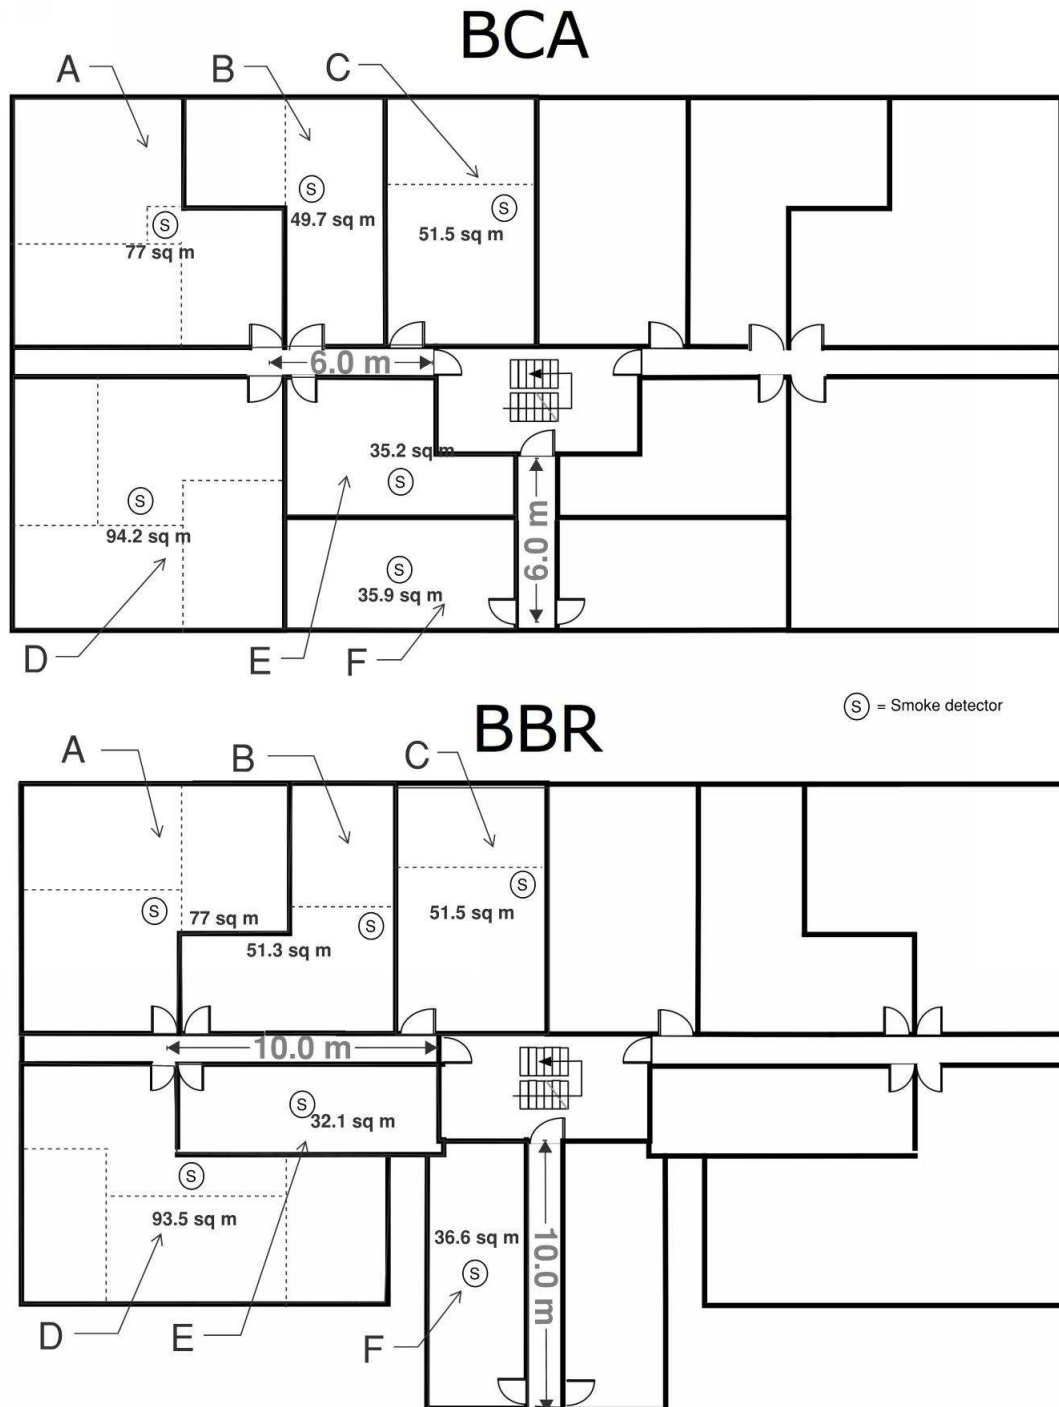 BCA
A
B
C
S
S
S
49.7 sq m
51.5 sq m
77 sq m
6.0 m
35.2 sq m
S
S
94.2 sq m
6.0 m
S
35.9 sq m
D
E
F
S = Smoke detector
BBR
A
B
C
S
S
S
77 sq m
51.5 sq m
51.3 sq m
10.0 m
S
32.1 sq m
S
93.5 sq m
36.6 sq m
10.0 m
S
D
E
F